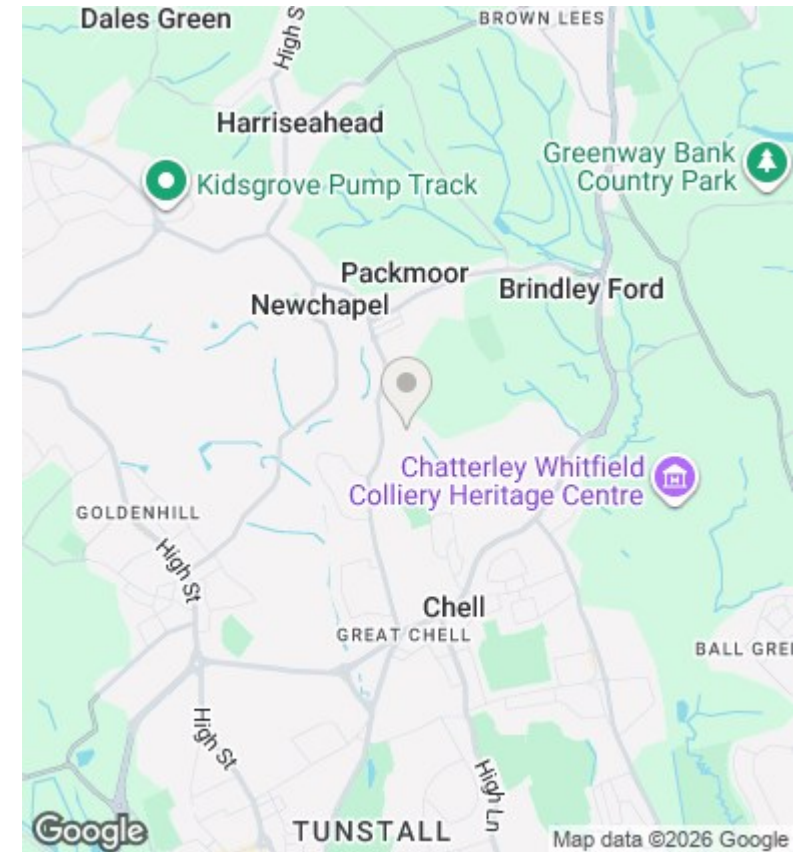 Dales Green
High S
BROWN LEES
Harriseahead
Greenway Bank
Country Park
Kidsgrove Pump Track
Packmoor
Brindley Ford
Newchapel
Chatterley Whitfield
Colliery Heritage Centre
GOLDENHILL
High St
Chell
GREAT CHELL
BALL GREE
High St
High Ln
TUNSTALL
Google
Map data ©2026 Google